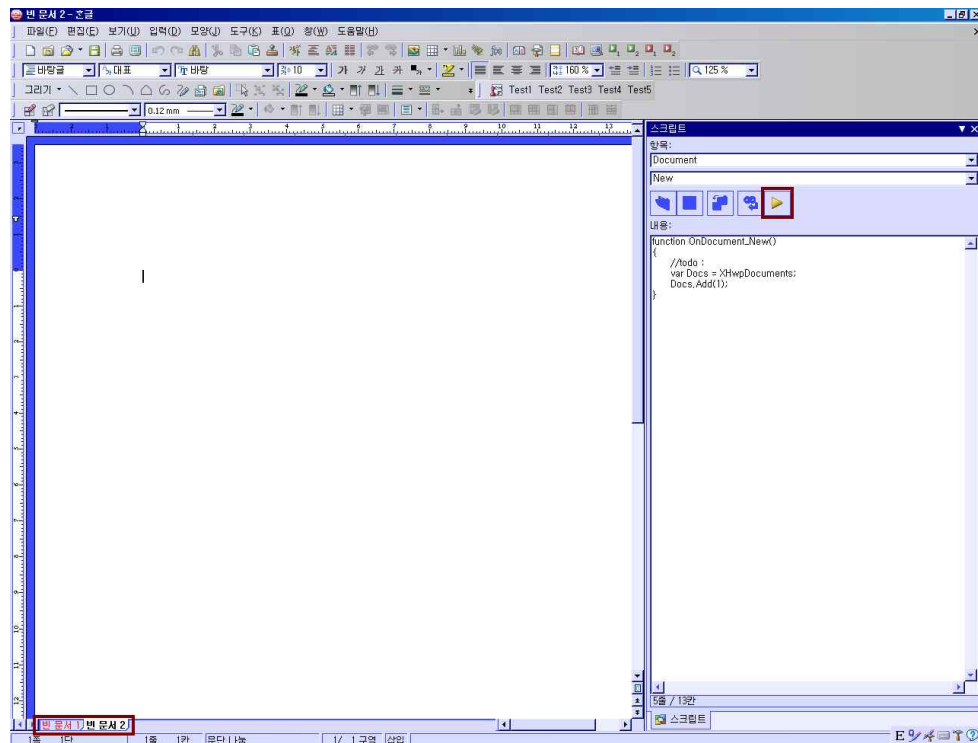 빈 문서 2 - 훈글
파일(F) 편집(E) 보기(U) 입력(D) 모양(J) 도구(K) 표(Q) 창(W) 도움말(H)
바탕글 대표 바탕 10 가 가 가 가 160 % 125 %
그리기 Test1 Test2 Test3 Test4 Test5
0.12 mm
스크립트
항목:
Document
New
내용:
function OnDocument_New()
{
//todo :
var Docs = XHwpDocuments;
Docs.Add(1);
}
5줄 / 13칸
스크립트
빈 문서 1 빈 문서 2
1쪽 1단 1줄 1칸 문단 나눔 1/ 1 구역 삽입